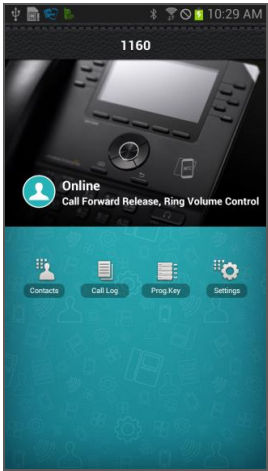 10:29 AM
1160
Online
Call Forward Release, Ring Volume Control
Contacts
Call Log
Prog.Key
Settings